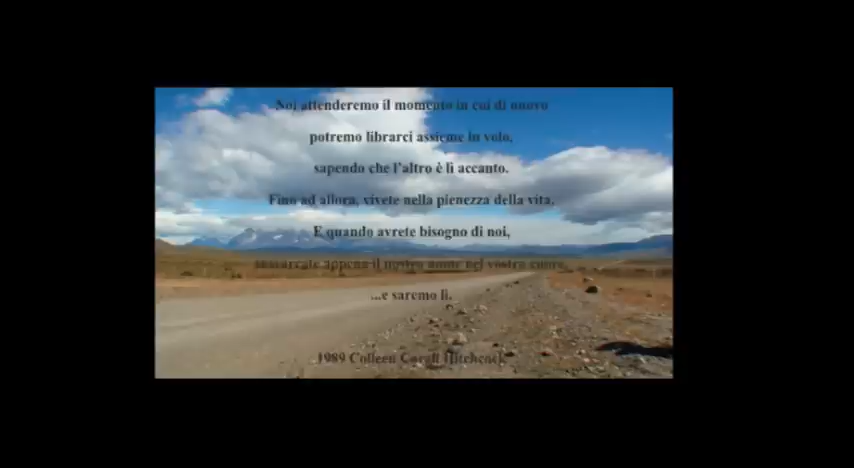 Noi attenderemo il momento in cui di nuovo
potremo librarci assieme in volo,
sapendo che l'altro è lì accanto.
Fino ad allora, vivete nella pienezza della vita,
E quando avrete bisogno di noi,
sussurrate appena il nostro nome nel vostro cuore
...e saremo lì.
1989 Colleen Corah Hitchcock